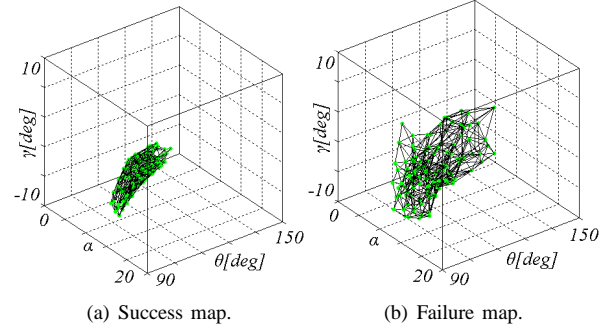 10
γ[deg]
-10
0
α
20
90
θ[deg]
150
(a) Success map.
10
γ[deg]
-10
0
α
20
90
θ[deg]
150
(b) Failure map.